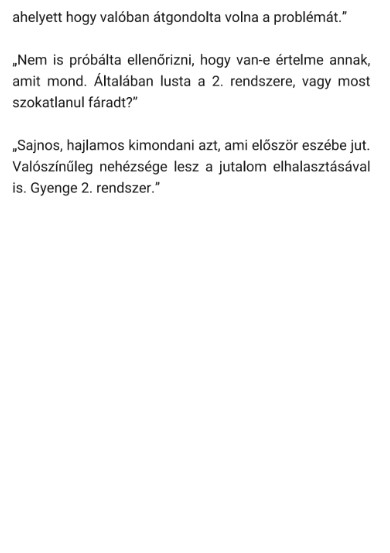 ahelyett hogy valóban átgondolta volna a problémát.”
„Nem is próbálta ellenőrizni, hogy van-e értelme annak,
amit mond. Általában lusta a 2. rendszere, vagy most
szokatlanul fáradt?”
„Sajnos, hajlamos kimondani azt, ami először eszébe jut.
Valószínűleg nehézsége lesz a jutalom elhalasztásával
is. Gyenge 2. rendszer.”